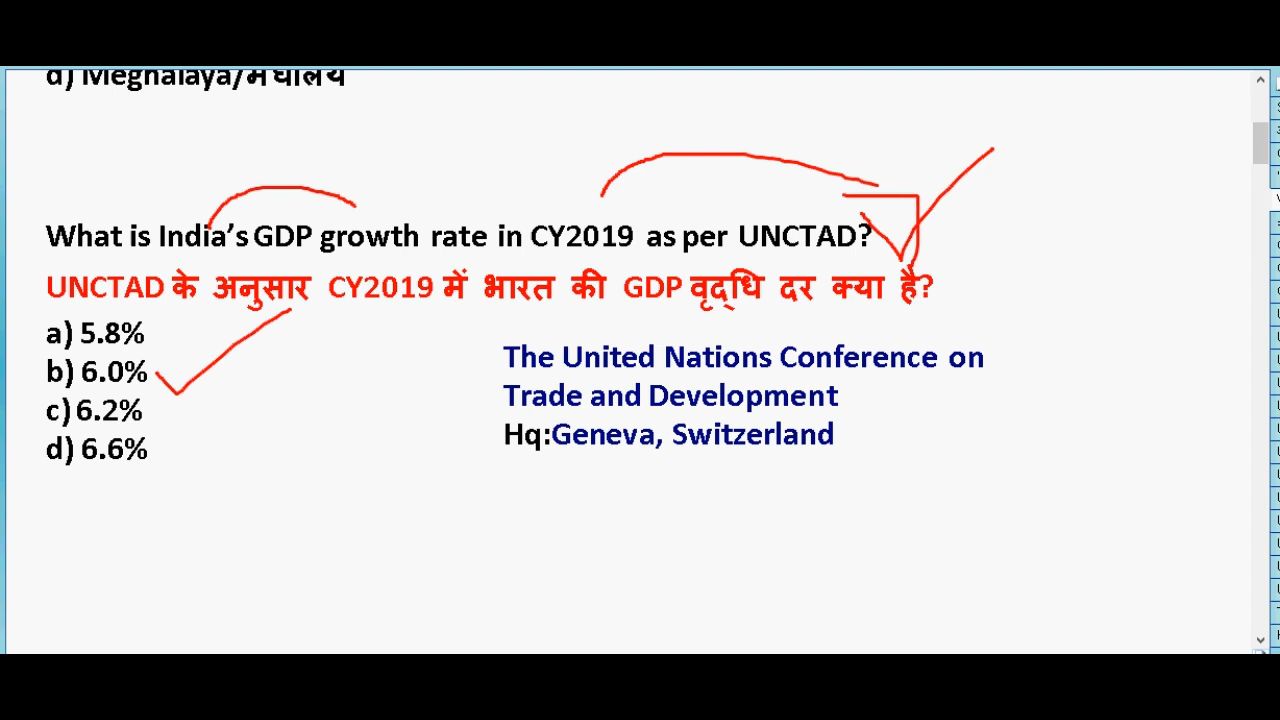 d) Meghalaya/मेघालय
What is India's GDP growth rate in CY2019 as per UNCTAD?
UNCTAD के अनुसार CY2019 में भारत की GDP वृद्धि दर क्या है?
a) 5.8%
b) 6.0%
c) 6.2%
d) 6.6%
The United Nations Conference on
Trade and Development
Hq:Geneva, Switzerland